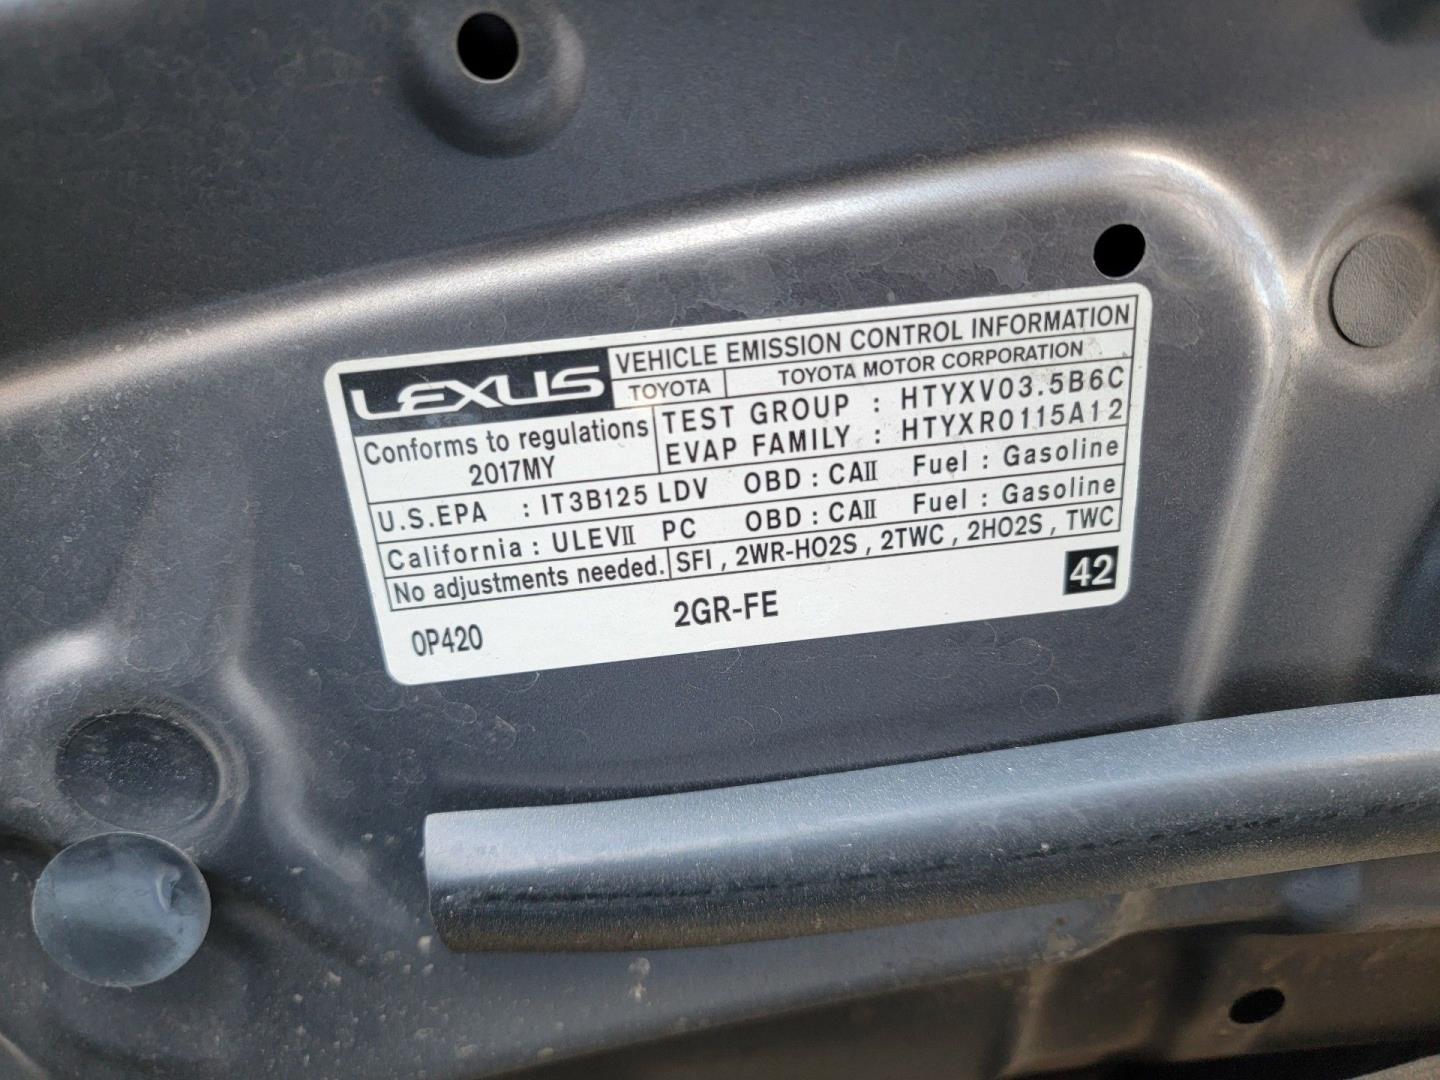 LEXUS VEHICLE EMISSION CONTROL INFORMATION
TOYOTA TOYOTA MOTOR CORPORATION
Conforms to regulations
2017MY
TEST GROUP : HTYXV03.5B6C
EVAP FAMILY : HTYXR0115A12
U.S.EPA : IT3B125 LDV OBD : CAII Fuel : Gasoline
California : ULEVII PC OBD : CAII Fuel : Gasoline
No adjustments needed. SFI , 2WR-HO2S , 2TWC , 2HO2S , TWC
0P420 2GR-FE 42